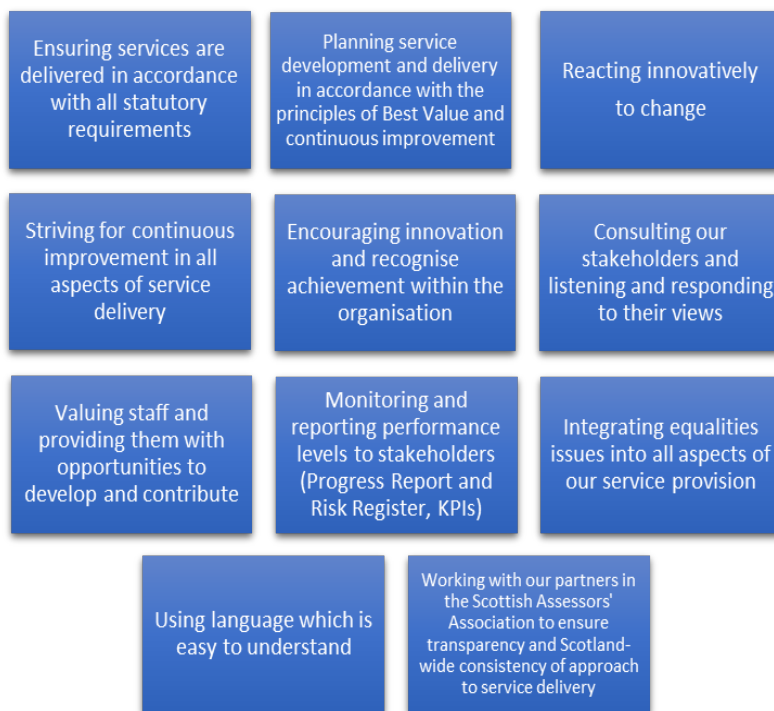 Ensuring services are
delivered in accordance
with all statutory
requirements
Planning service
development and delivery
in accordance with the
principles of Best Value and
continuous improvement
Reacting innovatively
to change
Striving for continuous
improvement in all
aspects of service
delivery
Encouraging innovation
and recognise
achievement within the
organisation
Consulting our
stakeholders and
listening and responding
to their views
Valuing staff and
providing them with
opportunities to
develop and contribute
Monitoring and
reporting performance
levels to stakeholders
(Progress Report and
Risk Register, KPIs)
Integrating equalities
issues into all aspects of
our service provision
Using language which is
easy to understand
Working with our partners in
the Scottish Assessors'
Association to ensure
transparency and Scotland-
wide consistency of approach
to service delivery